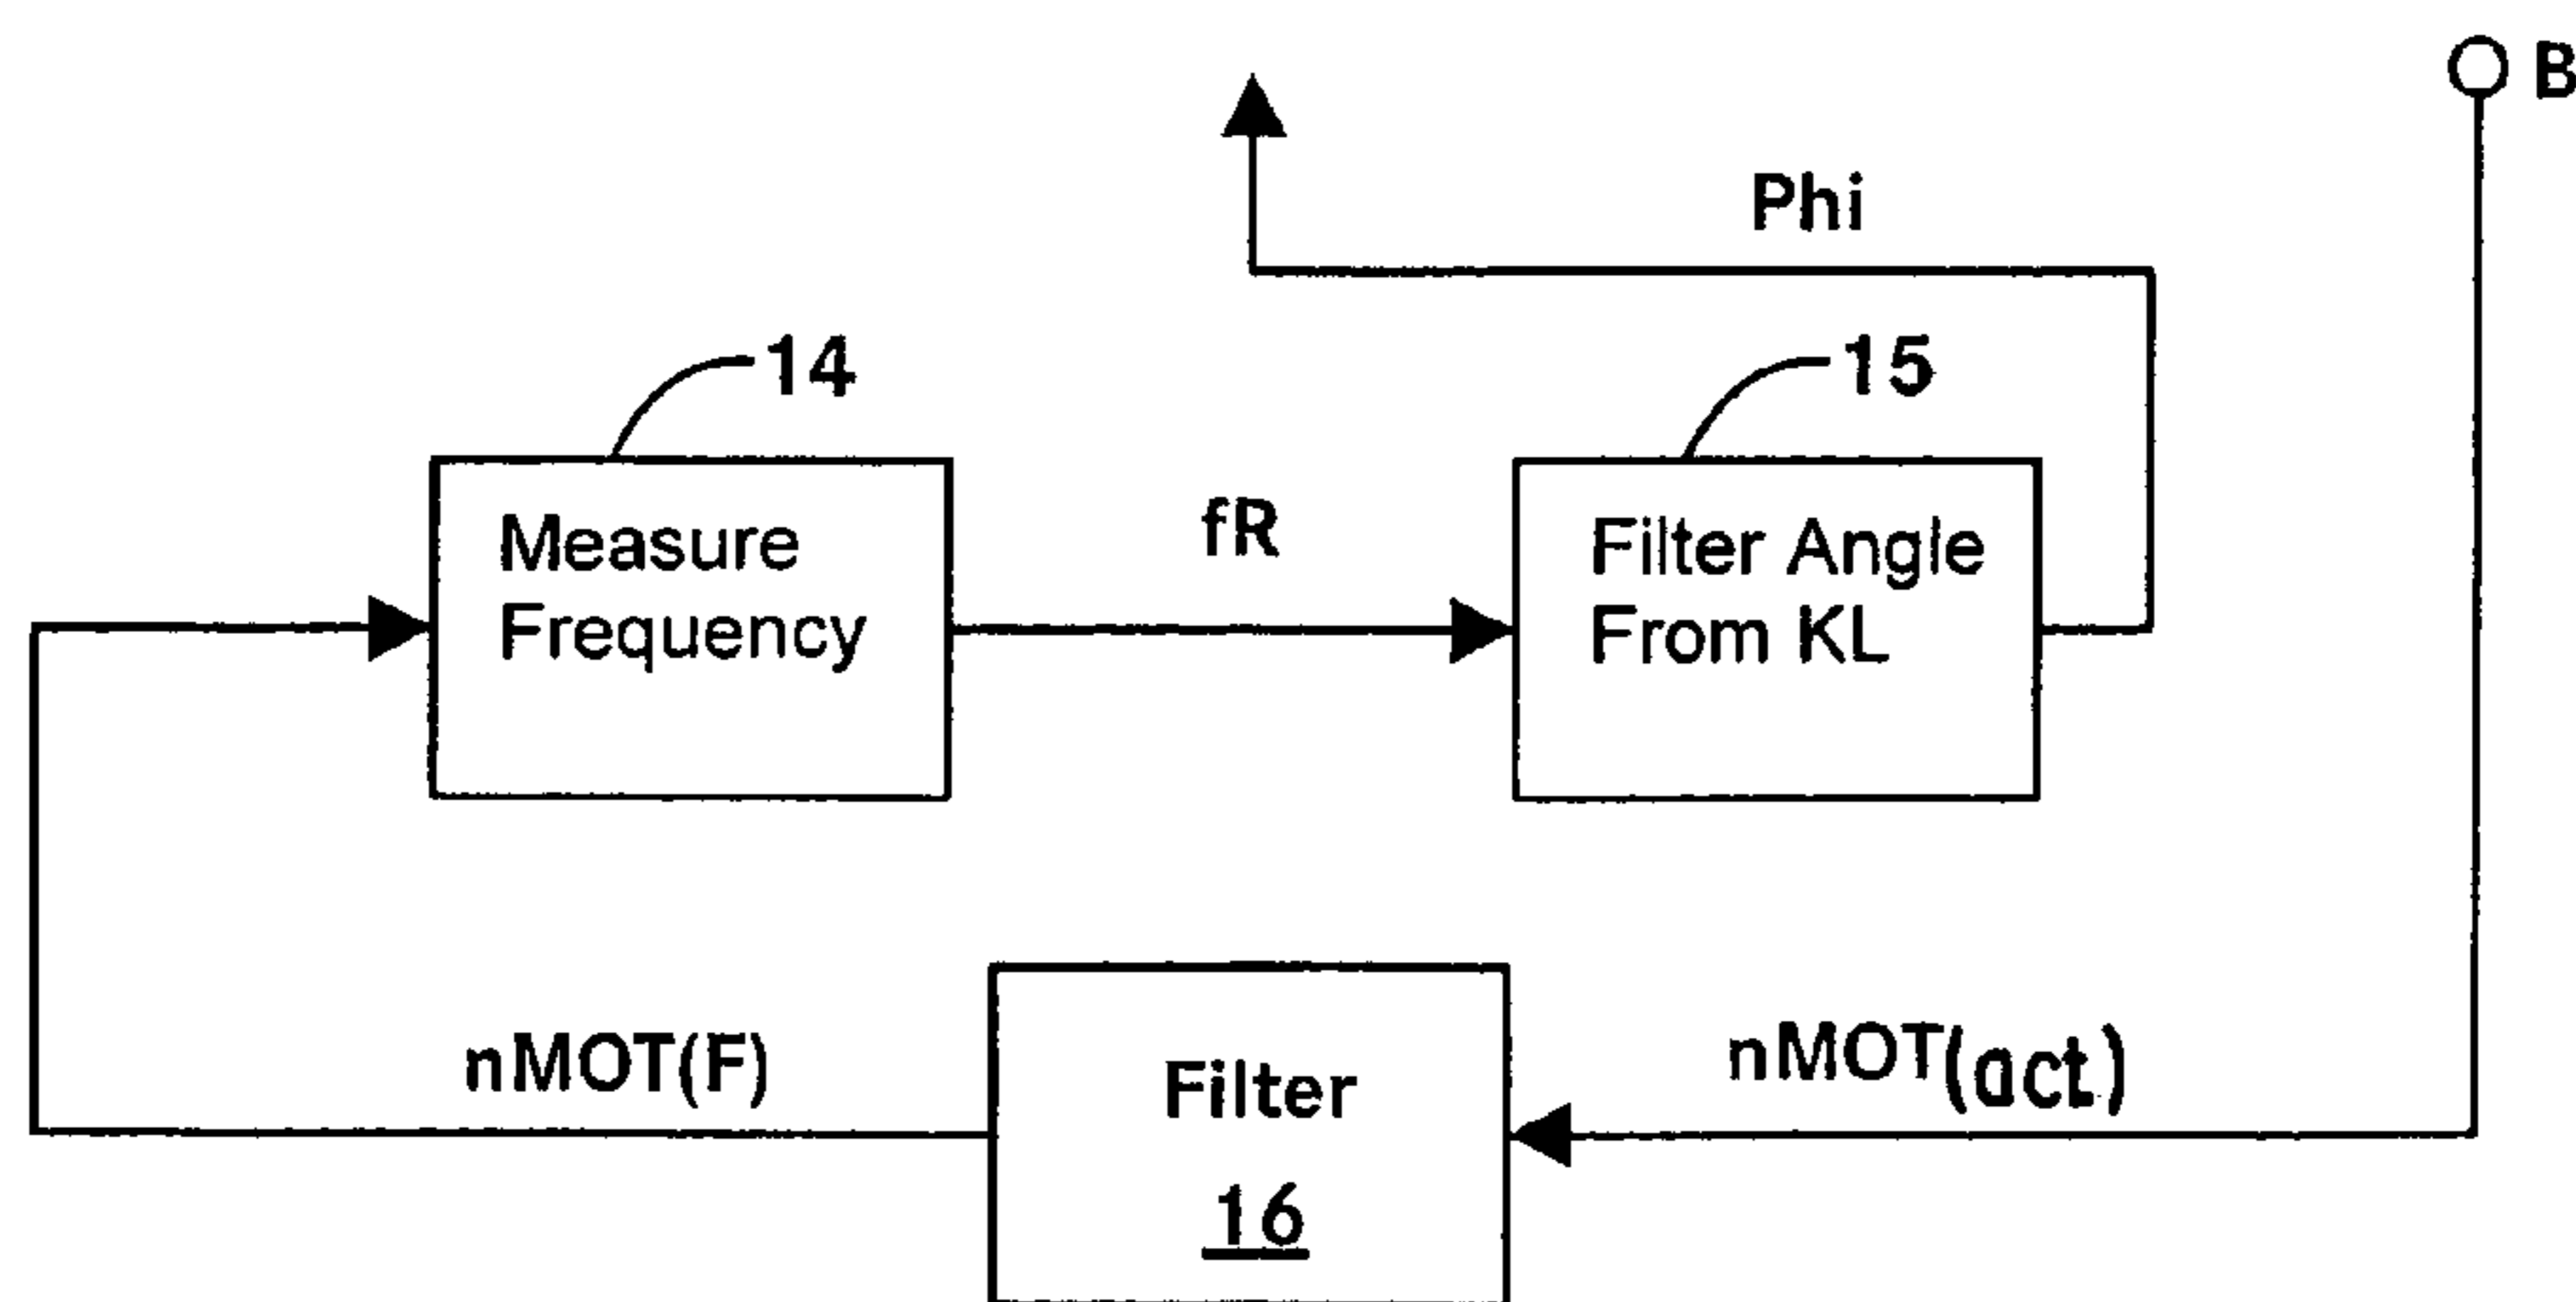 B
Phi
14
15
Measure
Frequency
fR
Filter Angle
From KL
nMOT(F)
Filter
16
nMOT(act.)